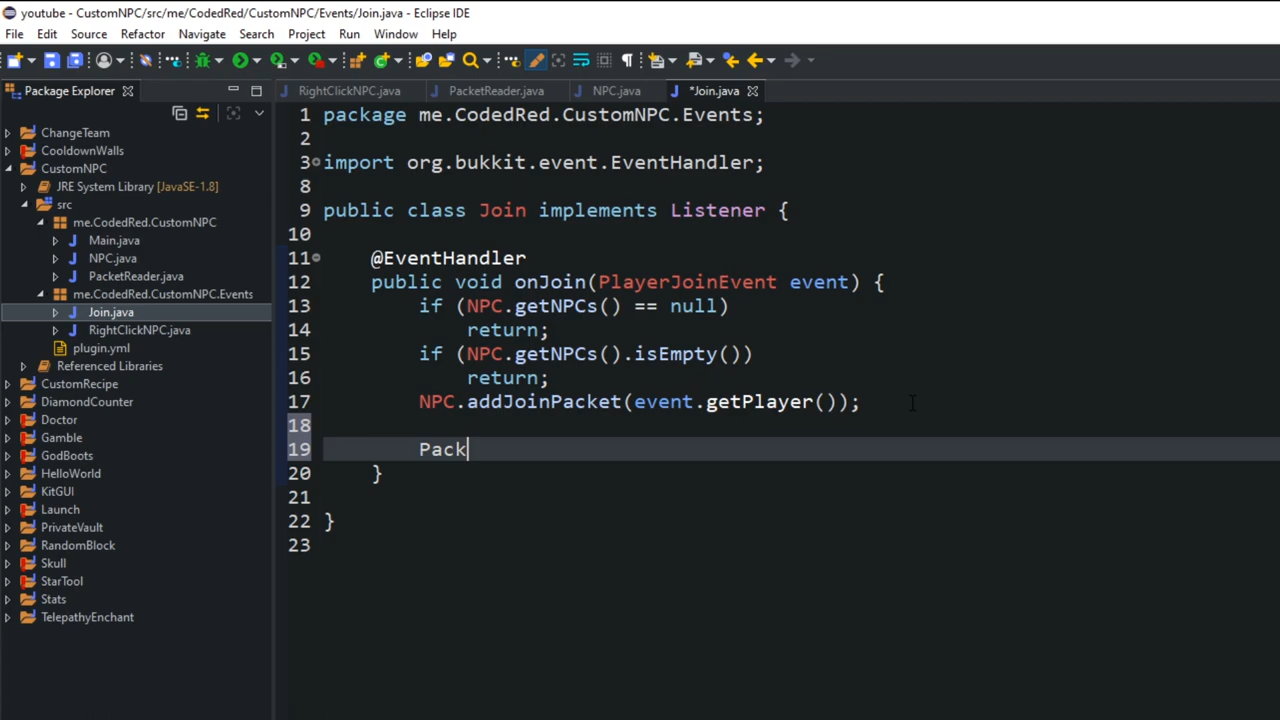 youtube - CustomNPC/src/me/CodedRed/CustomNPC/Events/Join.java - Eclipse IDE
File Edit Source Refactor Navigate Search Project Run Window Help
Package Explorer
RightClickNPC.java PacketReader.java NPC.java *Join.java
ChangeTeam
CooldownWalls
CustomNPC
JRE System Library [JavaSE-1.8]
src
me.CodedRed.CustomNPC
Main.java
NPC.java
PacketReader.java
me.CodedRed.CustomNPC.Events
Join.java
RightClickNPC.java
plugin.yml
Referenced Libraries
CustomRecipe
DiamondCounter
Doctor
Gamble
GodBoots
HelloWorld
KitGUI
Launch
PrivateVault
RandomBlock
Skull
StarTool
Stats
TelepathyEnchant
1 package me.CodedRed.CustomNPC.Events;
2
3 import org.bukkit.event.EventHandler;
8
9 public class Join implements Listener {
10
11 @EventHandler
12 public void onJoin(PlayerJoinEvent event) {
13 if (NPC.getNPCs() == null)
14 return;
15 if (NPC.getNPCs().isEmpty())
16 return;
17 NPC.addJoinPacket(event.getPlayer());
18
19 Pack
20 }
21
22 }
23